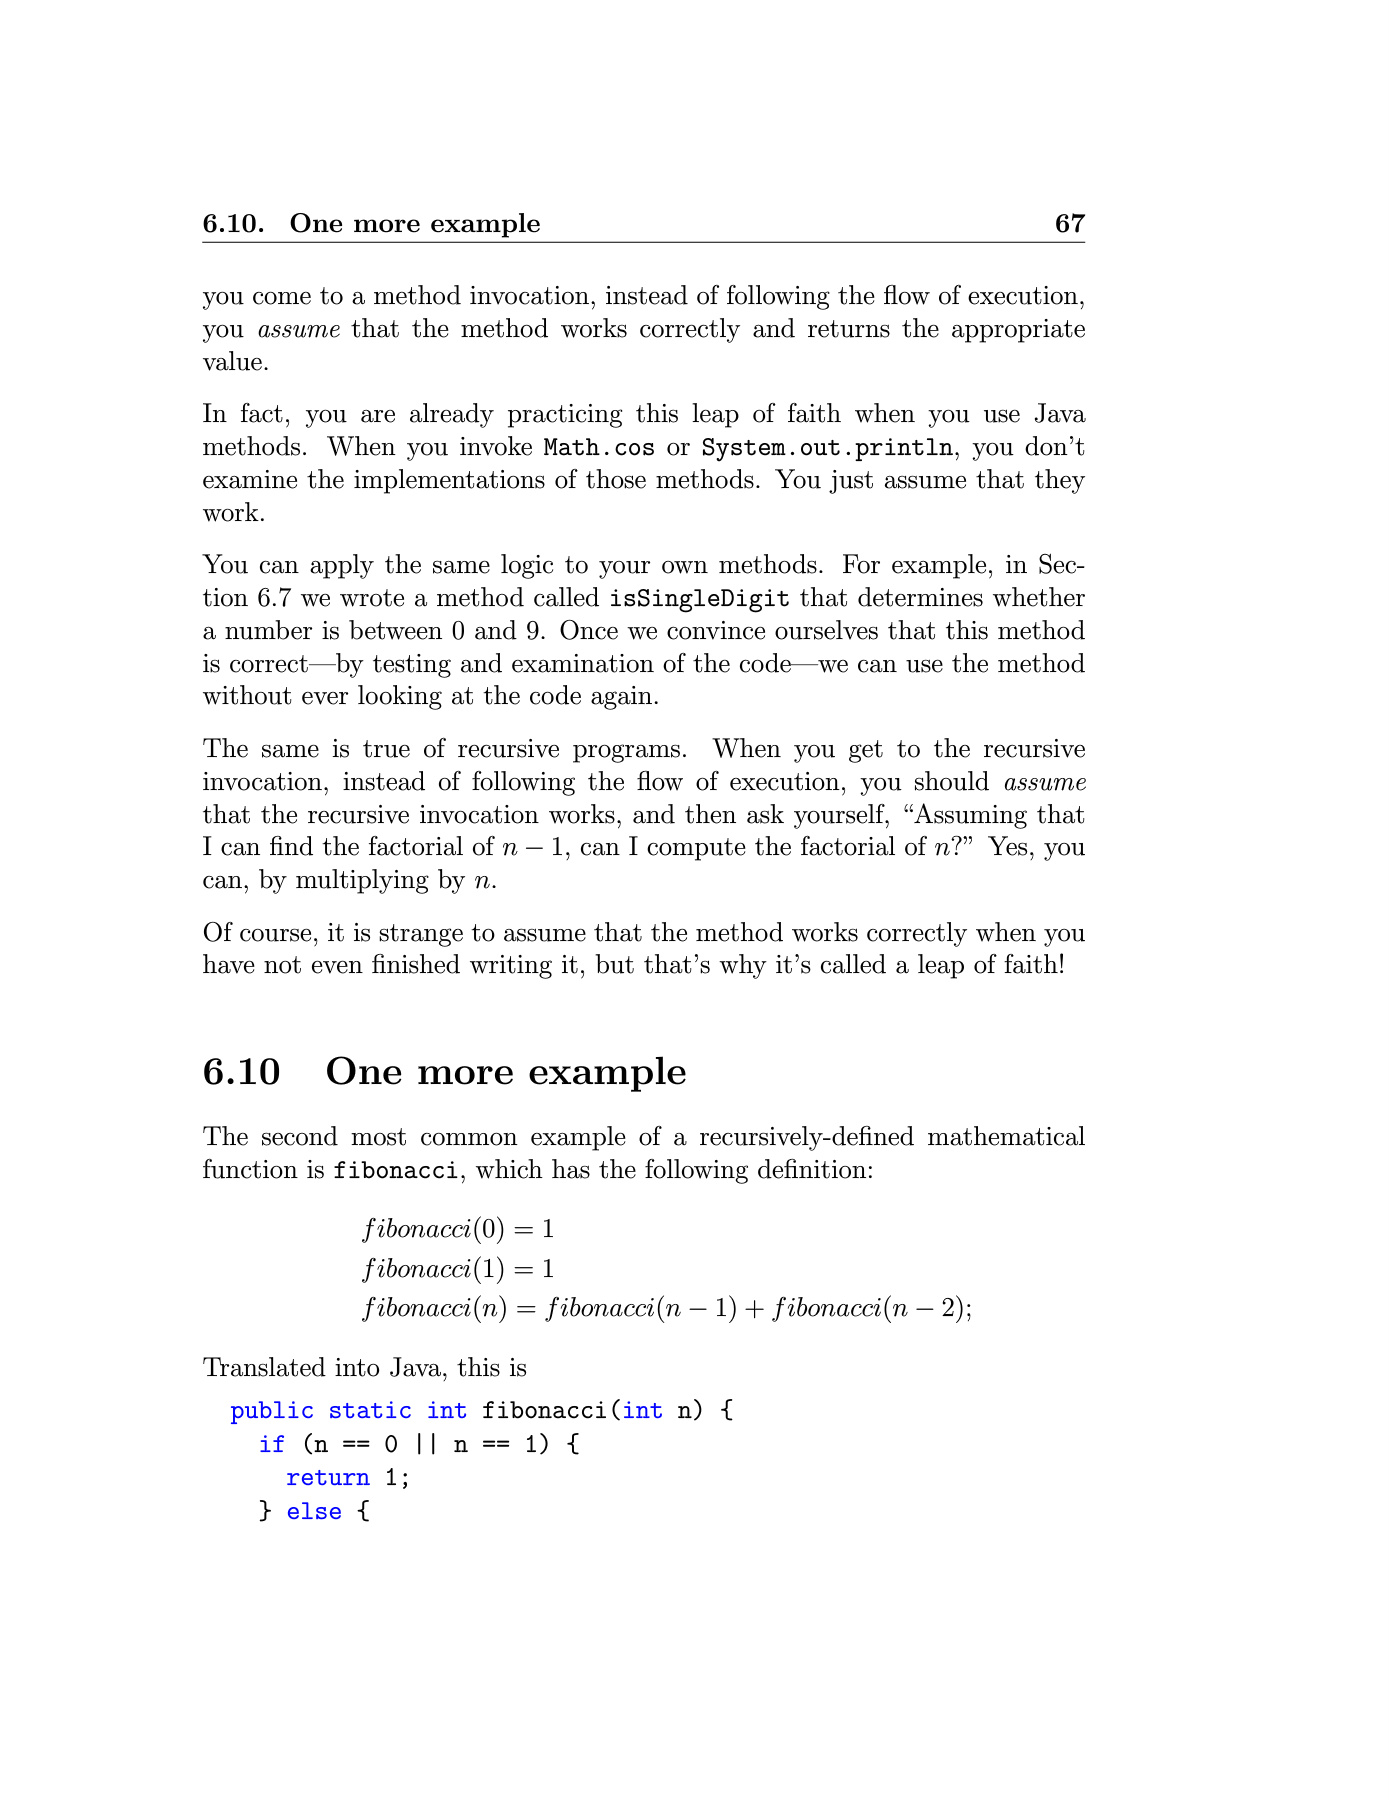 6.10. One more example 67
you come to a method invocation, instead of following the flow of execution,
you assume that the method works correctly and returns the appropriate
value.
In fact, you are already practicing this leap of faith when you use Java
methods. When you invoke Math.cos or System.out.println, you don't
examine the implementations of those methods. You just assume that they
work.
You can apply the same logic to your own methods. For example, in Sec-
tion 6.7 we wrote a method called isSingleDigit that determines whether
a number is between 0 and 9. Once we convince ourselves that this method
is correct—by testing and examination of the code—we can use the method
without ever looking at the code again.
The same is true of recursive programs. When you get to the recursive
invocation, instead of following the flow of execution, you should assume
that the recursive invocation works, and then ask yourself, “Assuming that
I can find the factorial of n − 1, can I compute the factorial of n?” Yes, you
can, by multiplying by n.
Of course, it is strange to assume that the method works correctly when you
have not even finished writing it, but that's why it's called a leap of faith!
6.10 One more example
The second most common example of a recursively-defined mathematical
function is fibonacci, which has the following definition:
fibonacci(0) = 1
fibonacci(1) = 1
fibonacci(n) = fibonacci(n − 1) + fibonacci(n − 2);
Translated into Java, this is
public static int fibonacci(int n) {
if (n == 0 || n == 1) {
return 1;
} else {